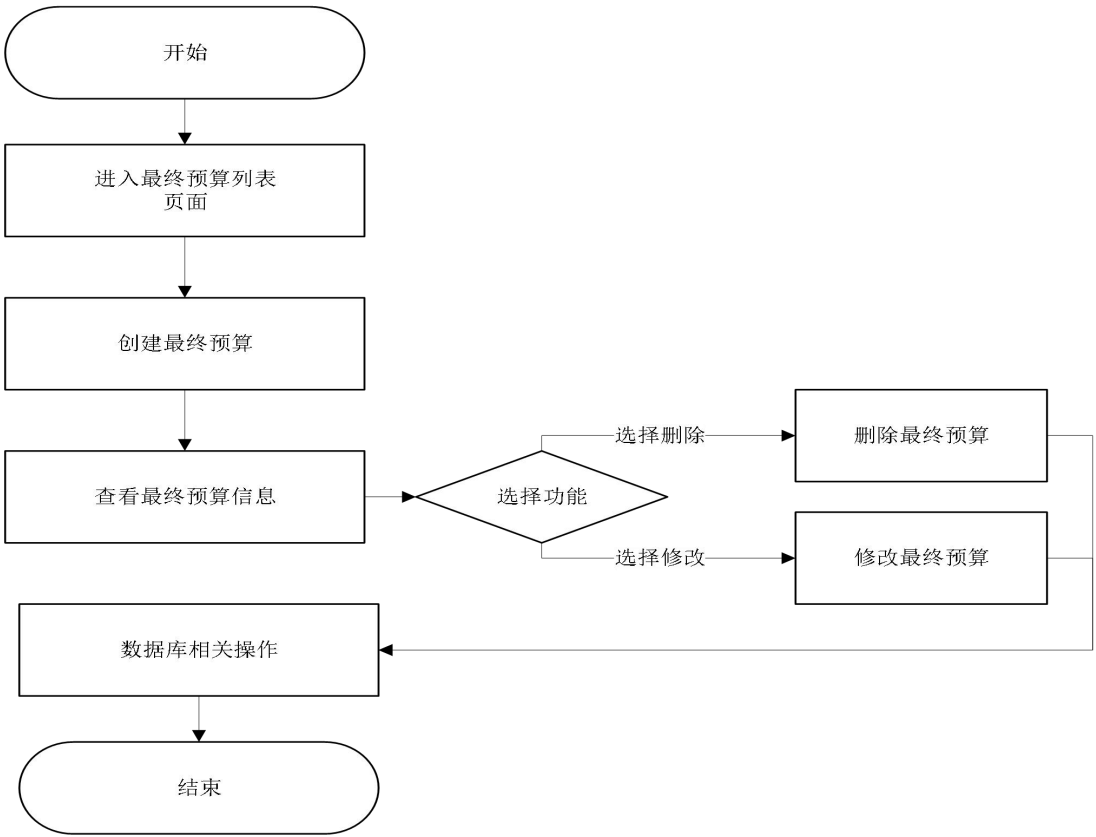 开始
进入最终预算列表
页面
创建最终预算
查看最终预算信息
选择功能
选择删除
删除最终预算
选择修改
修改最终预算
数据库相关操作
结束